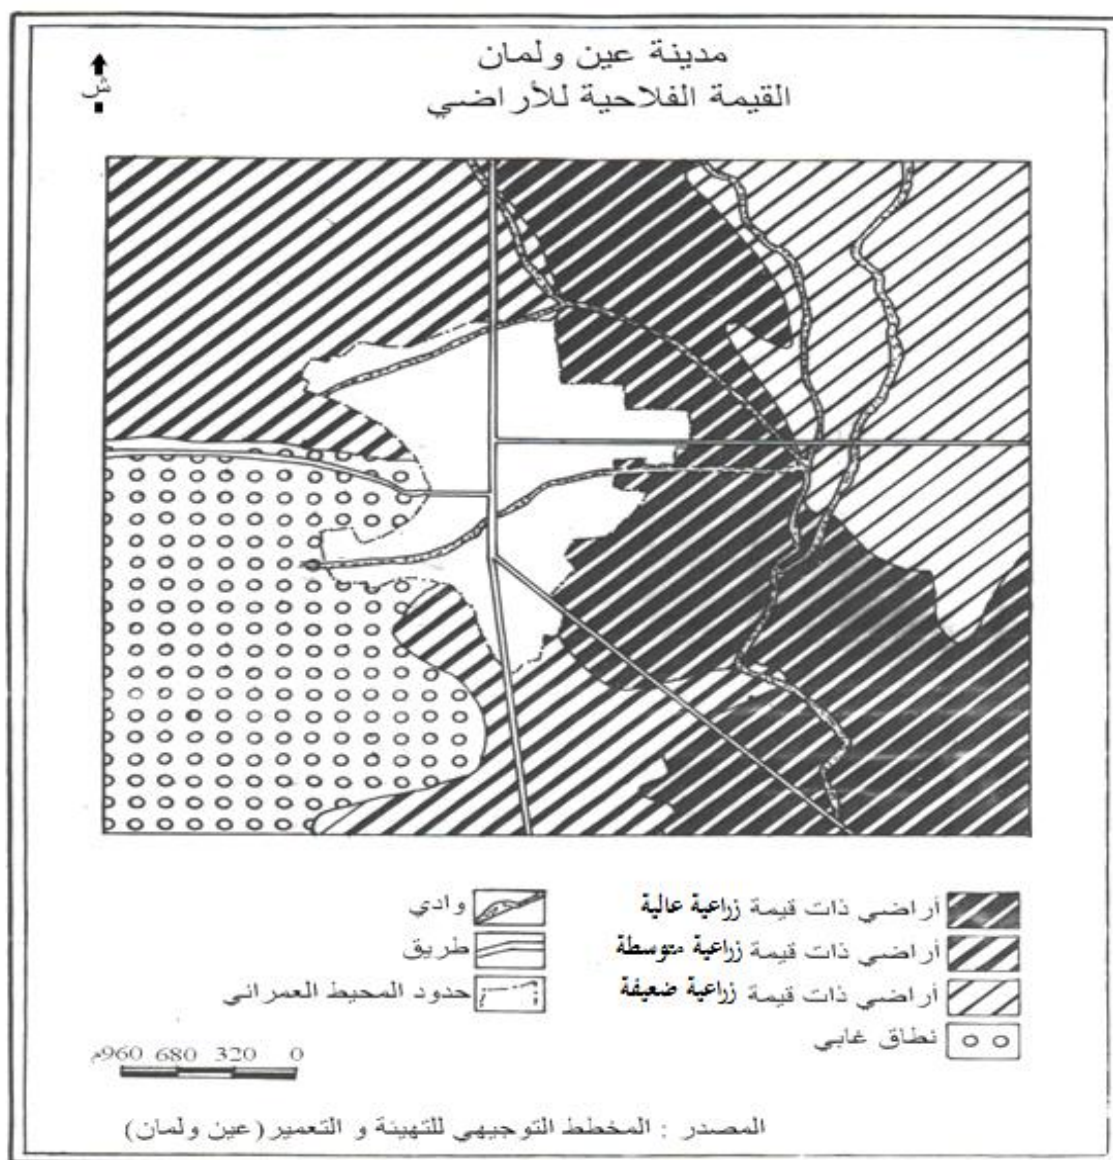 مدينة عين ولمان
القيمة الفلاحية للأراضي
ش
أراضي ذات قيمة زراعية عالية
أراضي ذات قيمة زراعية متوسطة
أراضي ذات قيمة زراعية ضعيفة
نطاق غابي
وادي
طريق
حدود المحيط العمراني
0 320 680 960م
المصدر : المخطط التوجيهي للتهيئة و التعمير (عين ولمان)